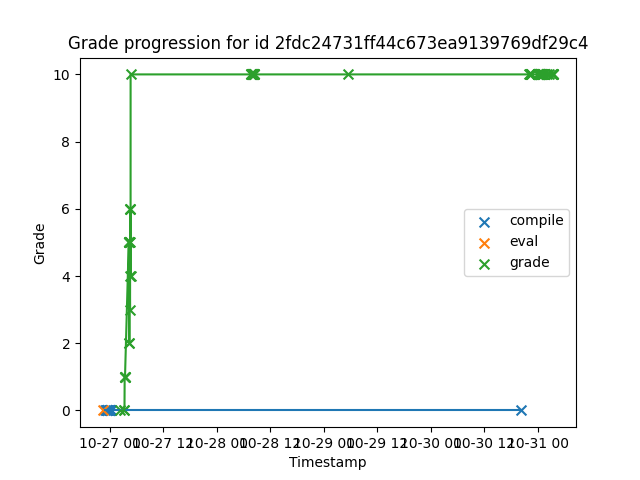 Grade progression for id 2fdc24731ff44c673ea9139769df29c4
10
8
6
4
2
0
Grade
compile
eval
grade
10-27 00 10-27 12 10-28 00 10-28 12 10-29 00 10-29 12 10-30 00 10-30 12 10-31 00
Timestamp